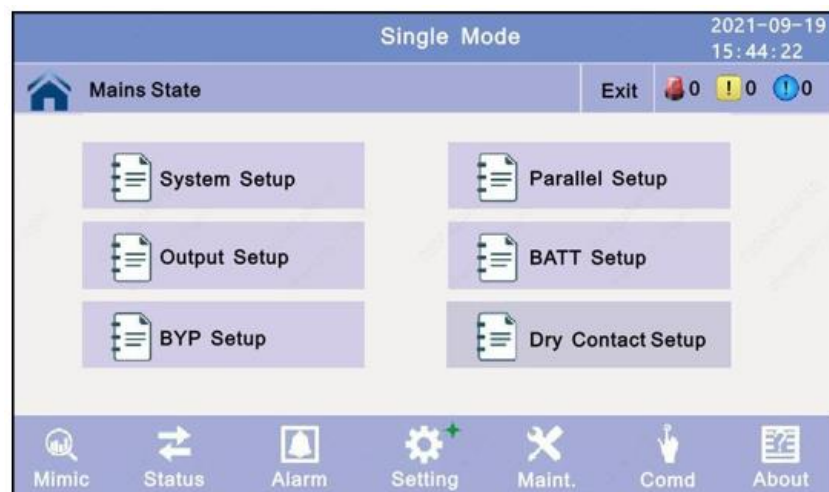 Single Mode
2021-09-19
15:44:22
Mains State
Exit
0
! 0
! 0
System Setup
Parallel Setup
Output Setup
BATT Setup
BYP Setup
Dry Contact Setup
Mimic
Status
Alarm
Setting
Maint.
Comd
About